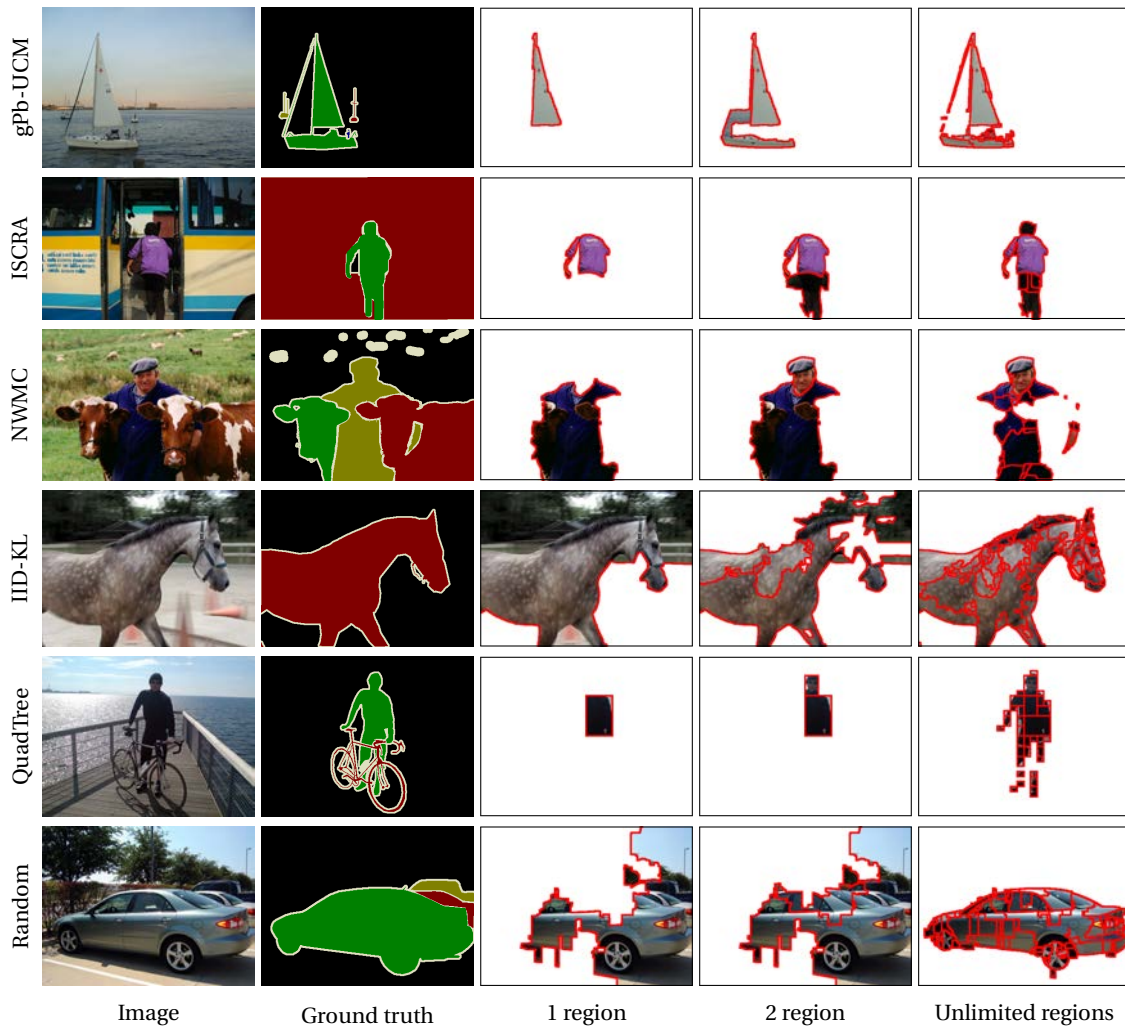 gPb-UCM
ISCRA
NWMC
IID-KL
QuadTree
Random
Image Ground truth 1 region 2 region Unlimited regions